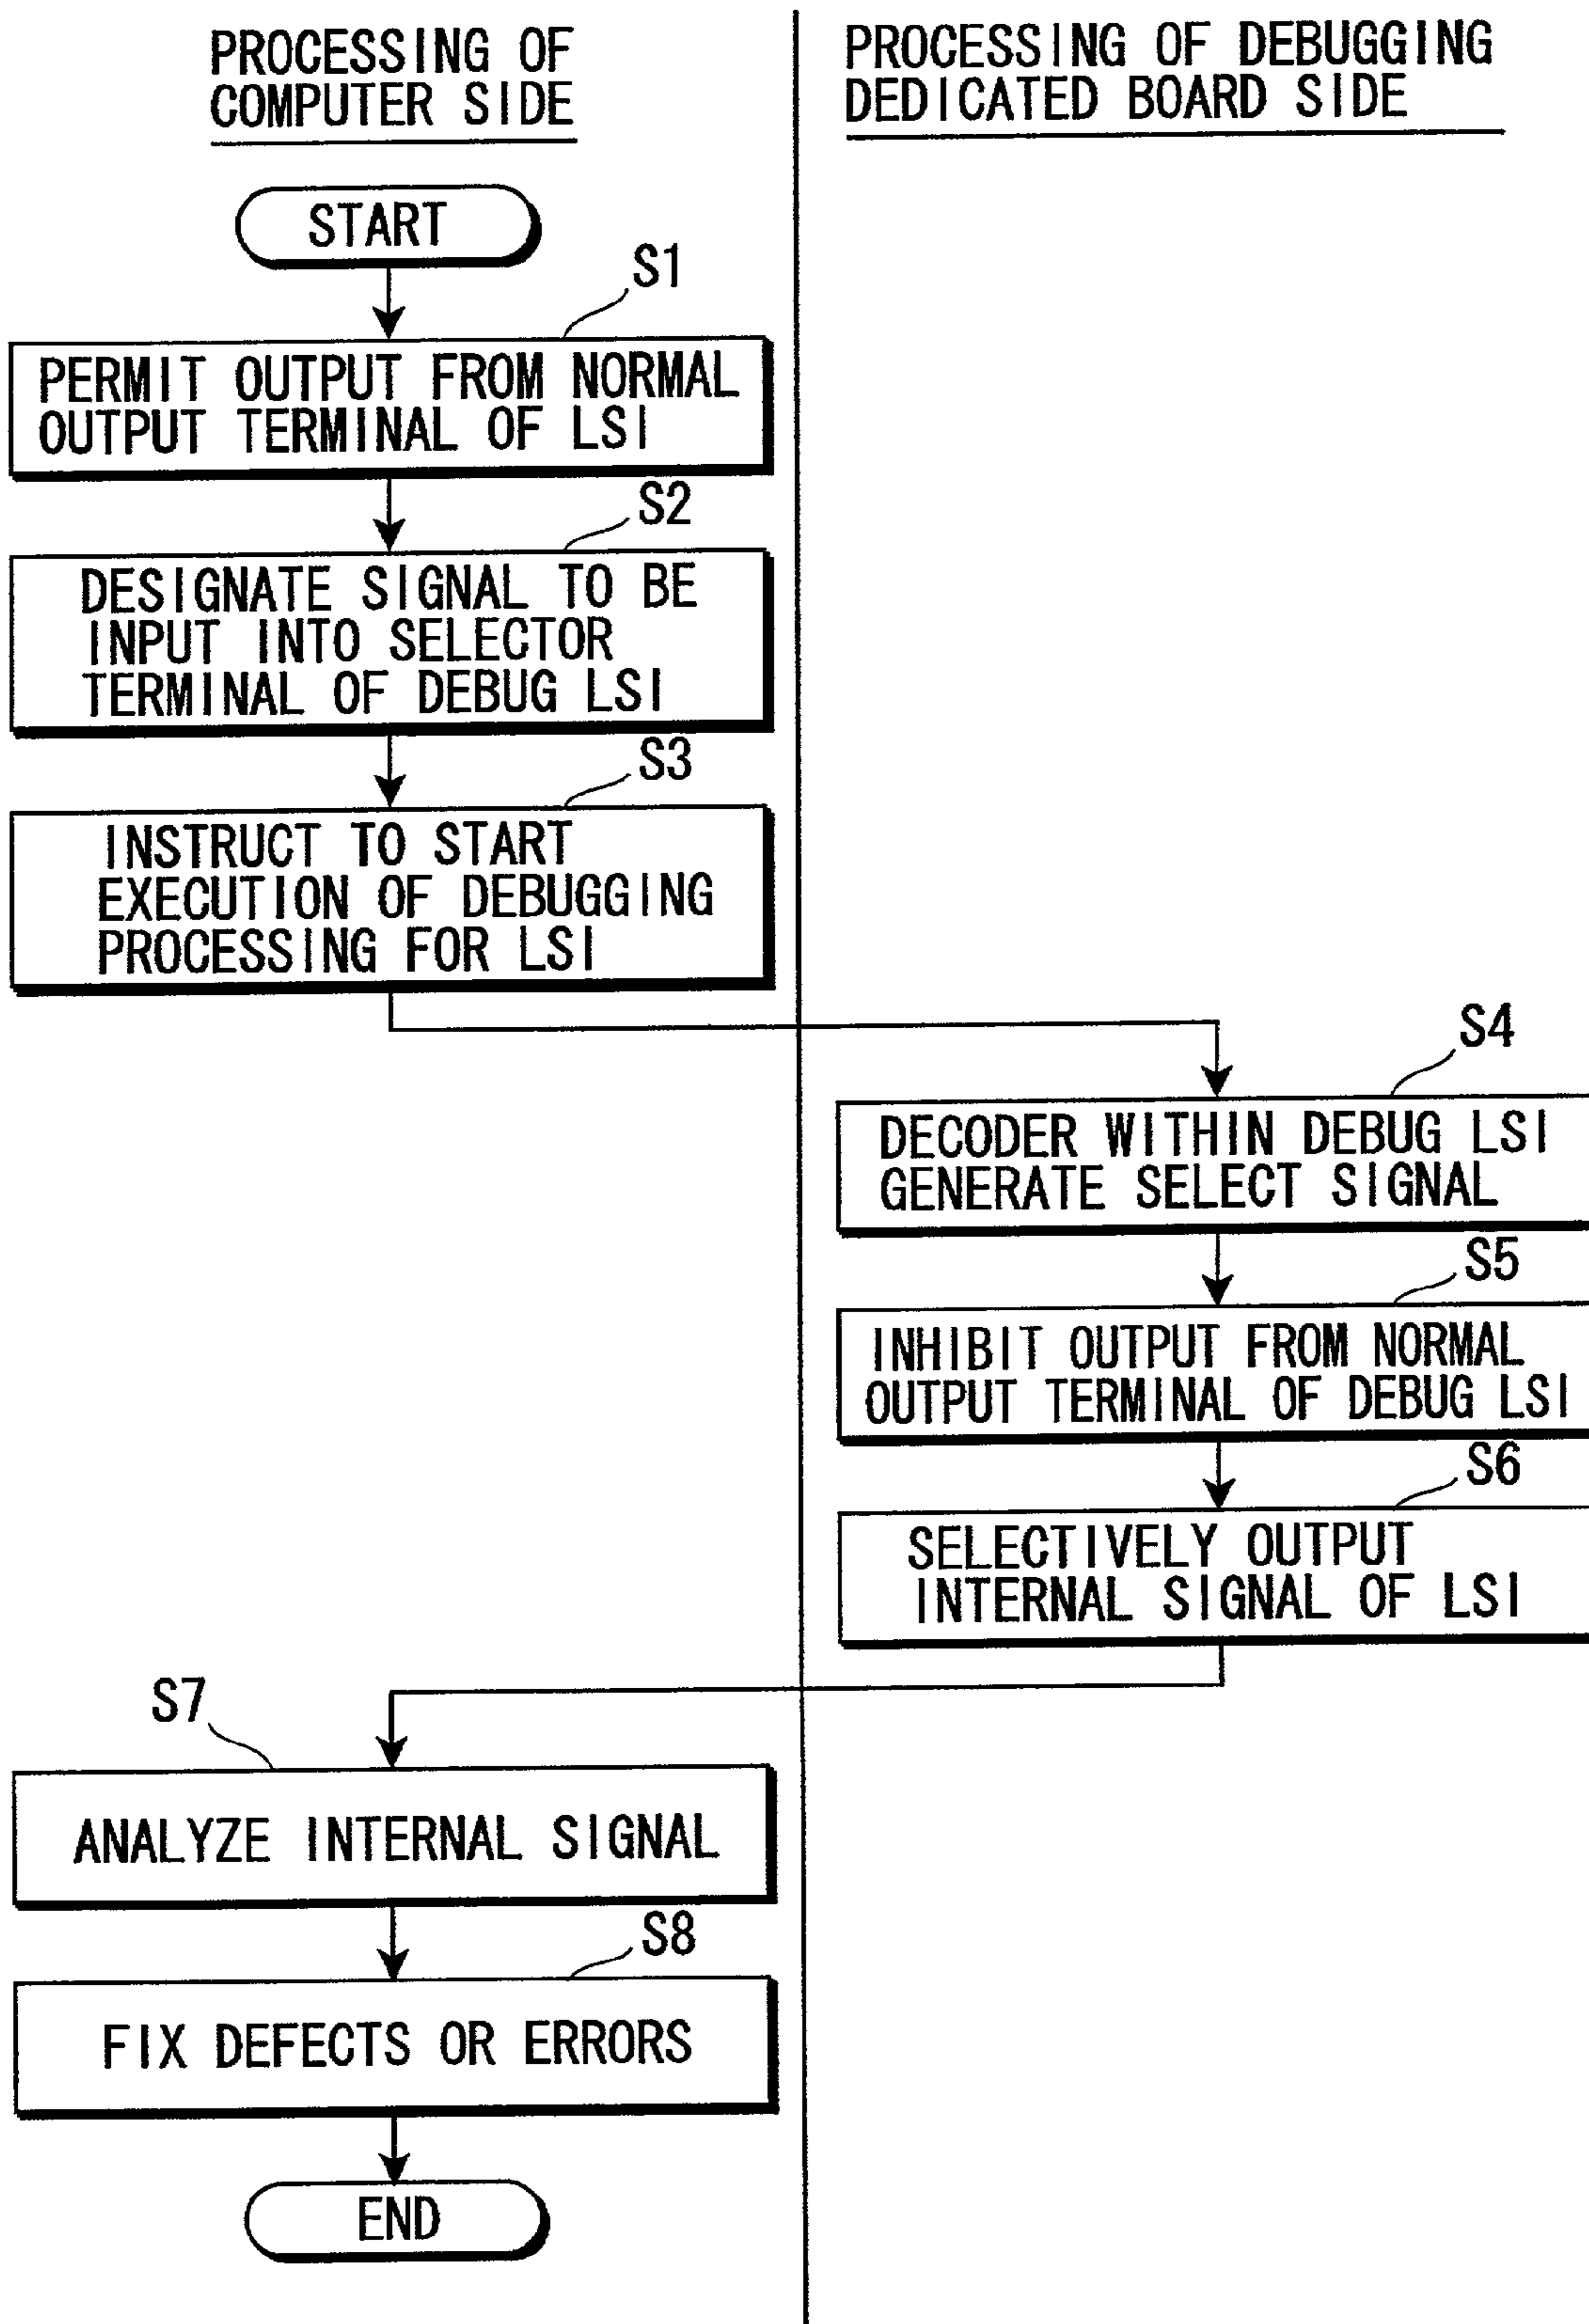 PROCESSING OF
COMPUTER SIDE
PROCESSING OF DEBUGGING
DEDICATED BOARD SIDE
START
S1
PERMIT OUTPUT FROM NORMAL
OUTPUT TERMINAL OF LSI
S2
DESIGNATE SIGNAL TO BE
INPUT INTO SELECTOR
TERMINAL OF DEBUG LSI
S3
INSTRUCT TO START
EXECUTION OF DEBUGGING
PROCESSING FOR LSI
S4
DECODER WITHIN DEBUG LSI
GENERATE SELECT SIGNAL
S5
INHIBIT OUTPUT FROM NORMAL
OUTPUT TERMINAL OF DEBUG LSI
S6
SELECTIVELY OUTPUT
INTERNAL SIGNAL OF LSI
S7
ANALYZE INTERNAL SIGNAL
S8
FIX DEFECTS OR ERRORS
END